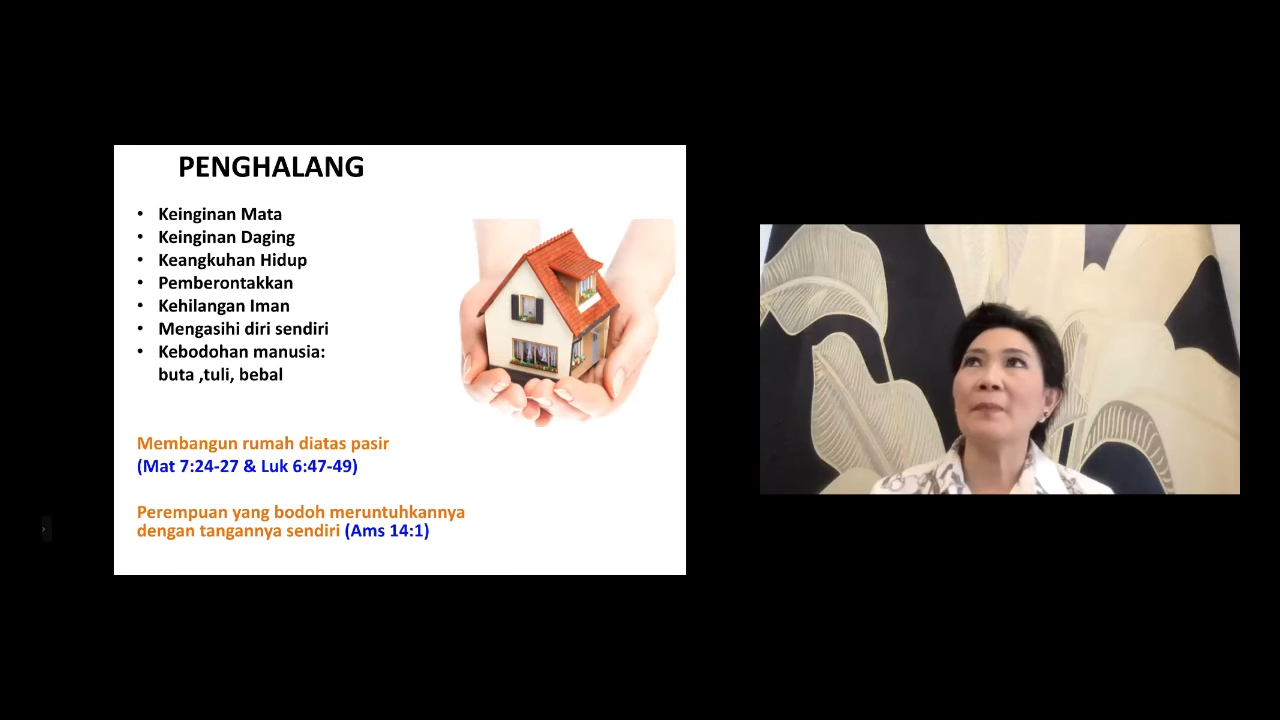 PENGHALANG
• Keinginan Mata
• Keinginan Daging
• Keangkuhan Hidup
• Pemberontakkan
• Kehilangan Iman
• Mengasihi diri sendiri
• Kebodohan manusia:
buta ,tuli, bebal
Membangun rumah diatas pasir
(Mat 7:24-27 & Luk 6:47-49)
Perempuan yang bodoh meruntuhkannya
dengan tangannya sendiri (Ams 14:1)